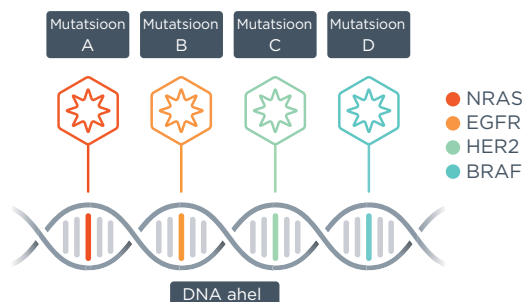 Mutatsioon
A
Mutatsioon
B
Mutatsioon
C
Mutatsioon
D
NRAS
EGFR
HER2
BRAF
DNA ahel